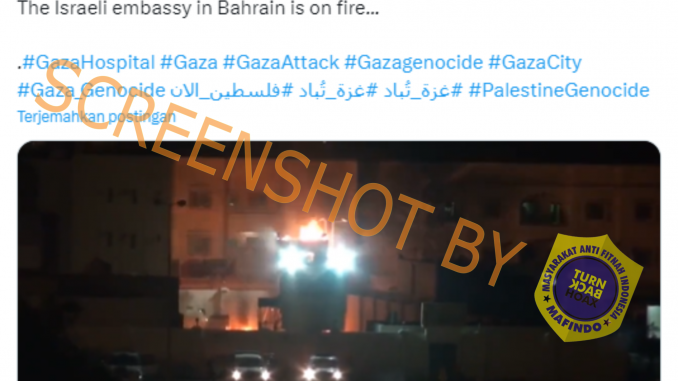 The Israeli embassy in Bahrain is on fire...
.#GazaHospital #Gaza #GazaAttack #Gazagenocide #GazaCity
#Gaza_Genocide غزة_تُباد #غزة_تُباد #فلسطين_الان# #PalestineGenocide
Terjemahkan postingan
SCREENSHOT BY
MASYARAKAT ANTI FITNAH INDONESIA
TURN
BACK
HOAX
MAFINDO